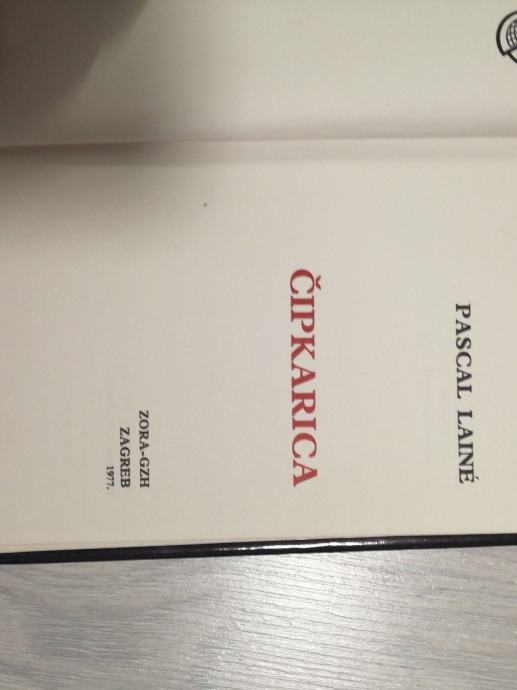 PASCAL LAINÉ
ČIPKARICA
ZORA-GZH
ZAGREB
1977.